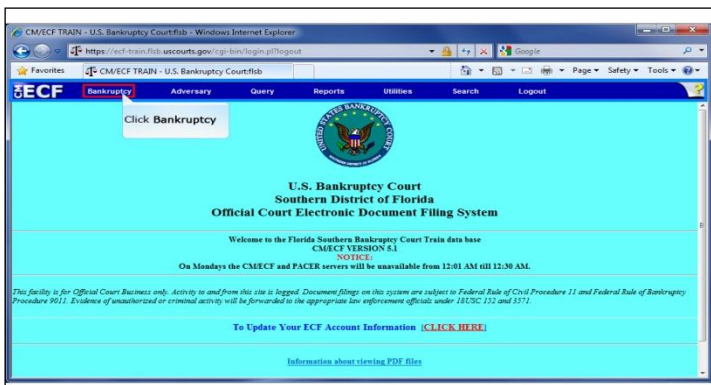 CM/ECF TRAIN - U.S. Bankruptcy Court:flsb - Windows Internet Explorer
https://ecf-train.flsb.uscourts.gov/cgi-bin/login.pl?logout
Google
Favorites CM/ECF TRAIN - U.S. Bankruptcy Court:flsb Page Safety Tools
ECF Bankruptcy Adversary Query Reports Utilities Search Logout
Click Bankruptcy
UNITED STATES BANKRUPTCY COURT
U.S. Bankruptcy Court
Southern District of Florida
Official Court Electronic Document Filing System
Welcome to the Florida Southern Bankruptcy Court Train data base
CM/ECF VERSION 5.1
NOTICE:
On Mondays the CM/ECF and PACER servers will be unavailable from 12:01 AM till 12:30 AM.
This facility is for Official Court Business only. Activity to and from this site is logged. Document filings on this system are subject to Federal Rule of Civil Procedure 11 and Federal Rule of Bankruptcy
Procedure 9011. Evidence of unauthorized or criminal activity will be forwarded to the appropriate law enforcement officials under 18USC 152 and 3571.
To Update Your ECF Account Information [CLICK HERE]
Information about viewing PDF files